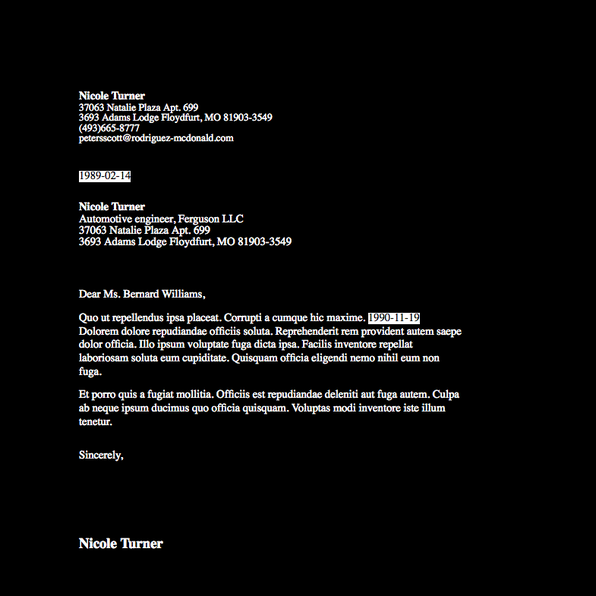 Nicole Turner
37063 Natalie Plaza Apt. 699
3693 Adams Lodge Floydfurt, MO 81903-3549
(493)665-8777
petersscott@rodriguez-mcdonald.com
1989-02-14
Nicole Turner
Automotive engineer, Ferguson LLC
37063 Natalie Plaza Apt. 699
3693 Adams Lodge Floydfurt, MO 81903-3549
Dear Ms. Bernard Williams,
Quo ut repellendus ipsa placeat. Corrupti a cumque hic maxime. 1990-11-19
Dolorem dolore repudiandae officiis soluta. Reprehenderit rem provident autem saepe
dolor officia. Illo ipsum voluptate fuga dicta ipsa. Facilis inventore repellat
laboriosam soluta eum cupiditate. Quisquam officia eligendi nemo nihil eum non
fuga.
Et porro quis a fugiat mollitia. Officiis est repudiandae deleniti aut fuga autem. Culpa
ab neque ipsum ducimus quo officia quisquam. Voluptas modi inventore iste illum
tenetur.
Sincerely,
Nicole Turner